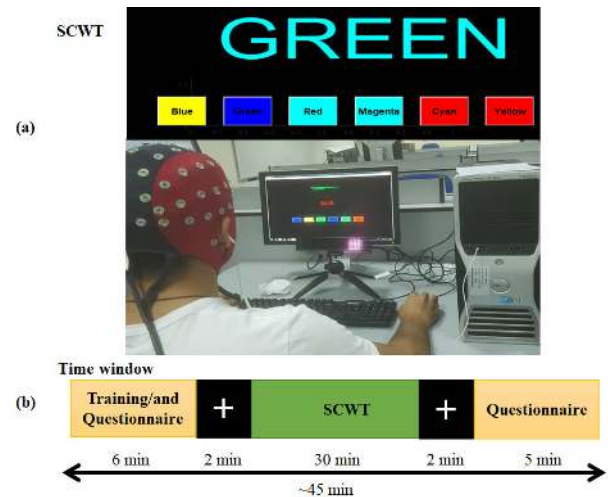 SCWT
GREEN
Blue Green Red Magenta Cyan Yellow
(a)
Time window
(b)
Training/and
Questionnaire
+
SCWT
+
Questionnaire
6 min 2 min 30 min 2 min 5 min
~45 min